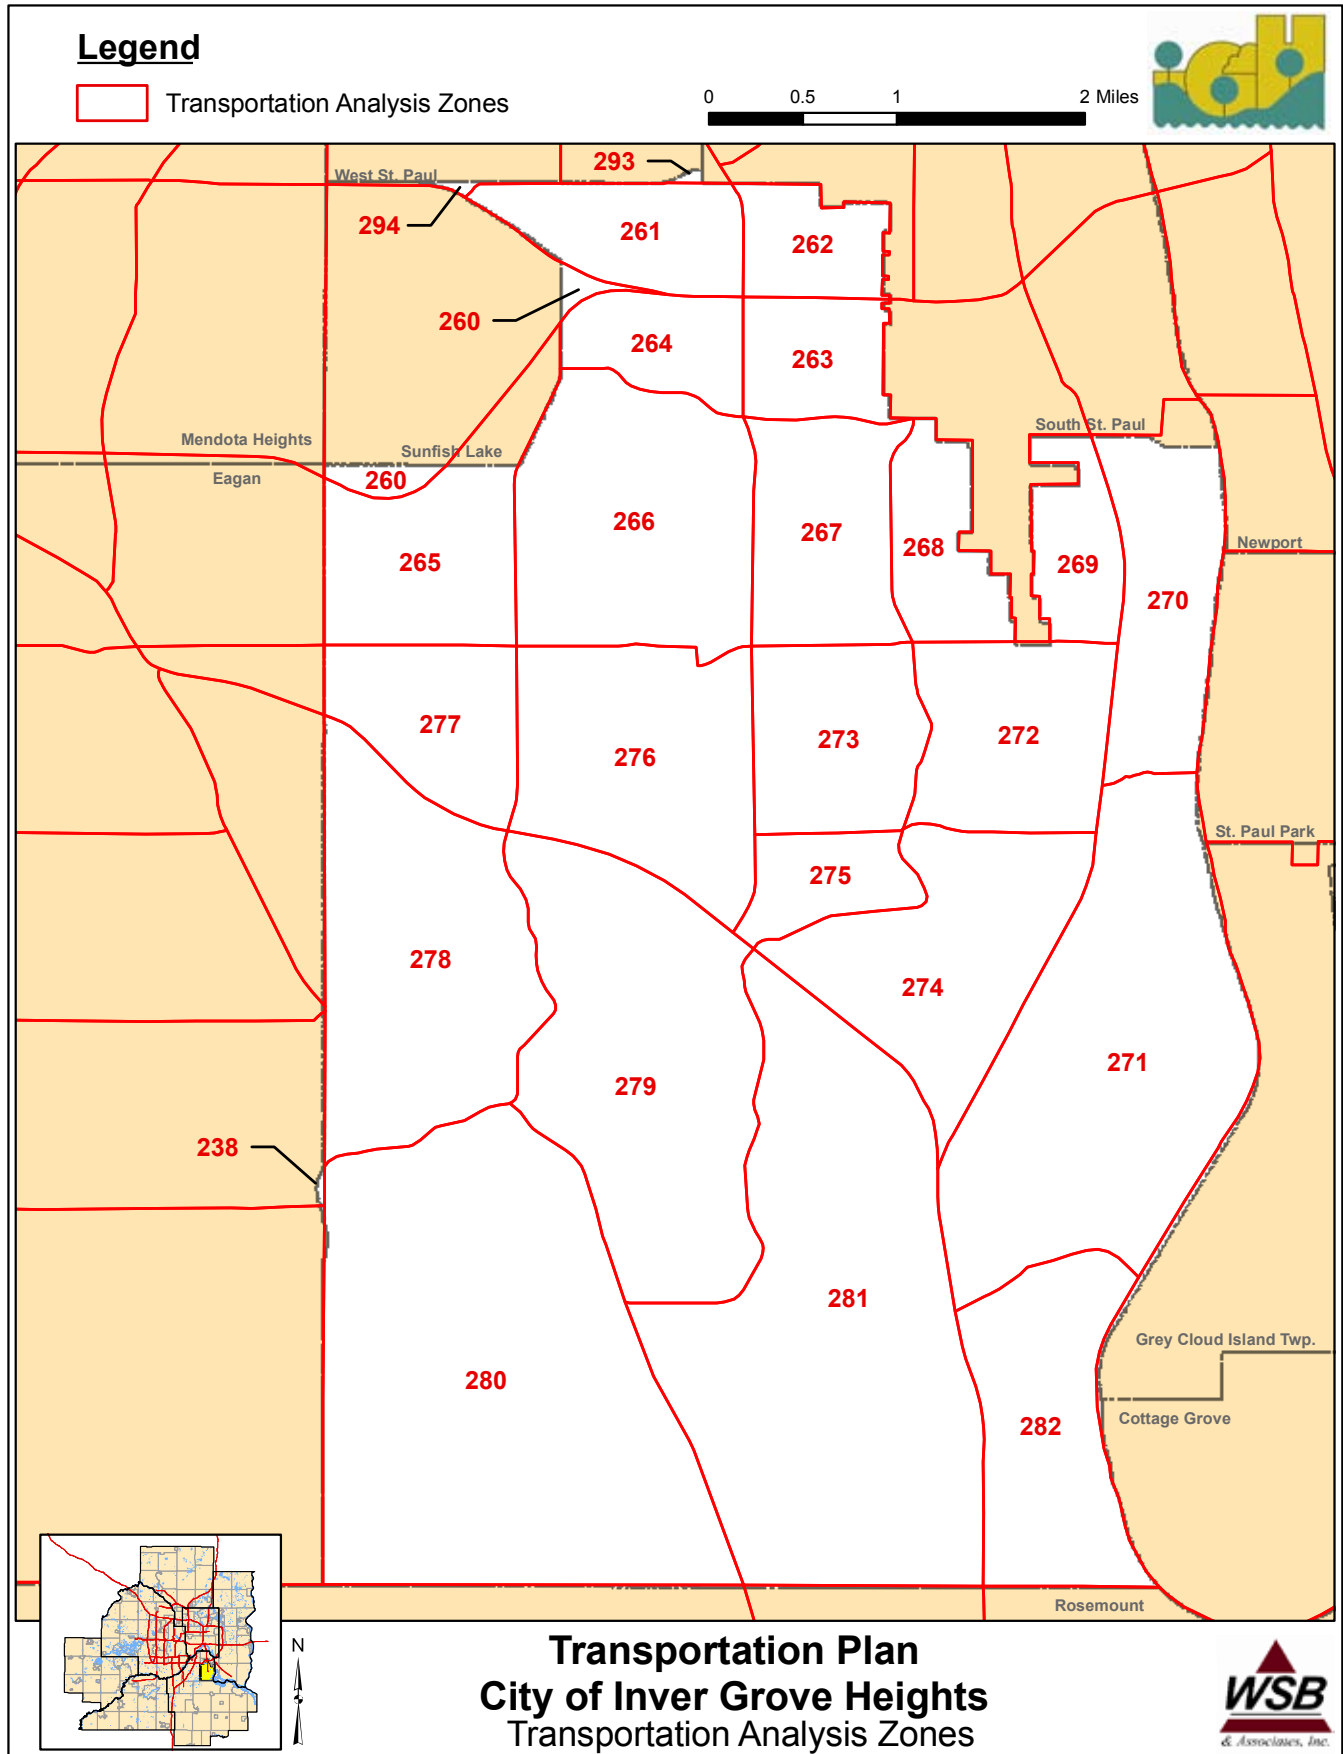 Legend
Transportation Analysis Zones
0 0.5 1 2 Miles
293
West St. Paul
294
261
262
260
264
263
South St. Paul
Mendota Heights
Sunfish Lake
Eagan
260
266
267
268
269
265
270
Newport
277
276
273
272
St. Paul Park
275
278
274
271
279
238
281
280
Grey Cloud Island Twp.
Cottage Grove
282
Rosemount
N
Transportation Plan
City of Inver Grove Heights
Transportation Analysis Zones
WSB
& Associates, Inc.